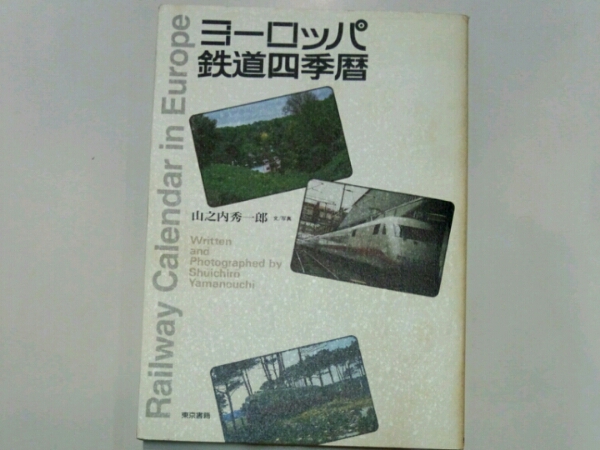 ヨーロッパ
鉄道四季暦
Railway Calendar in Europe
山之内秀一郎 文/写真
Written
and
Photographed by
Shuichiro
Yamanouchi
東京書籍